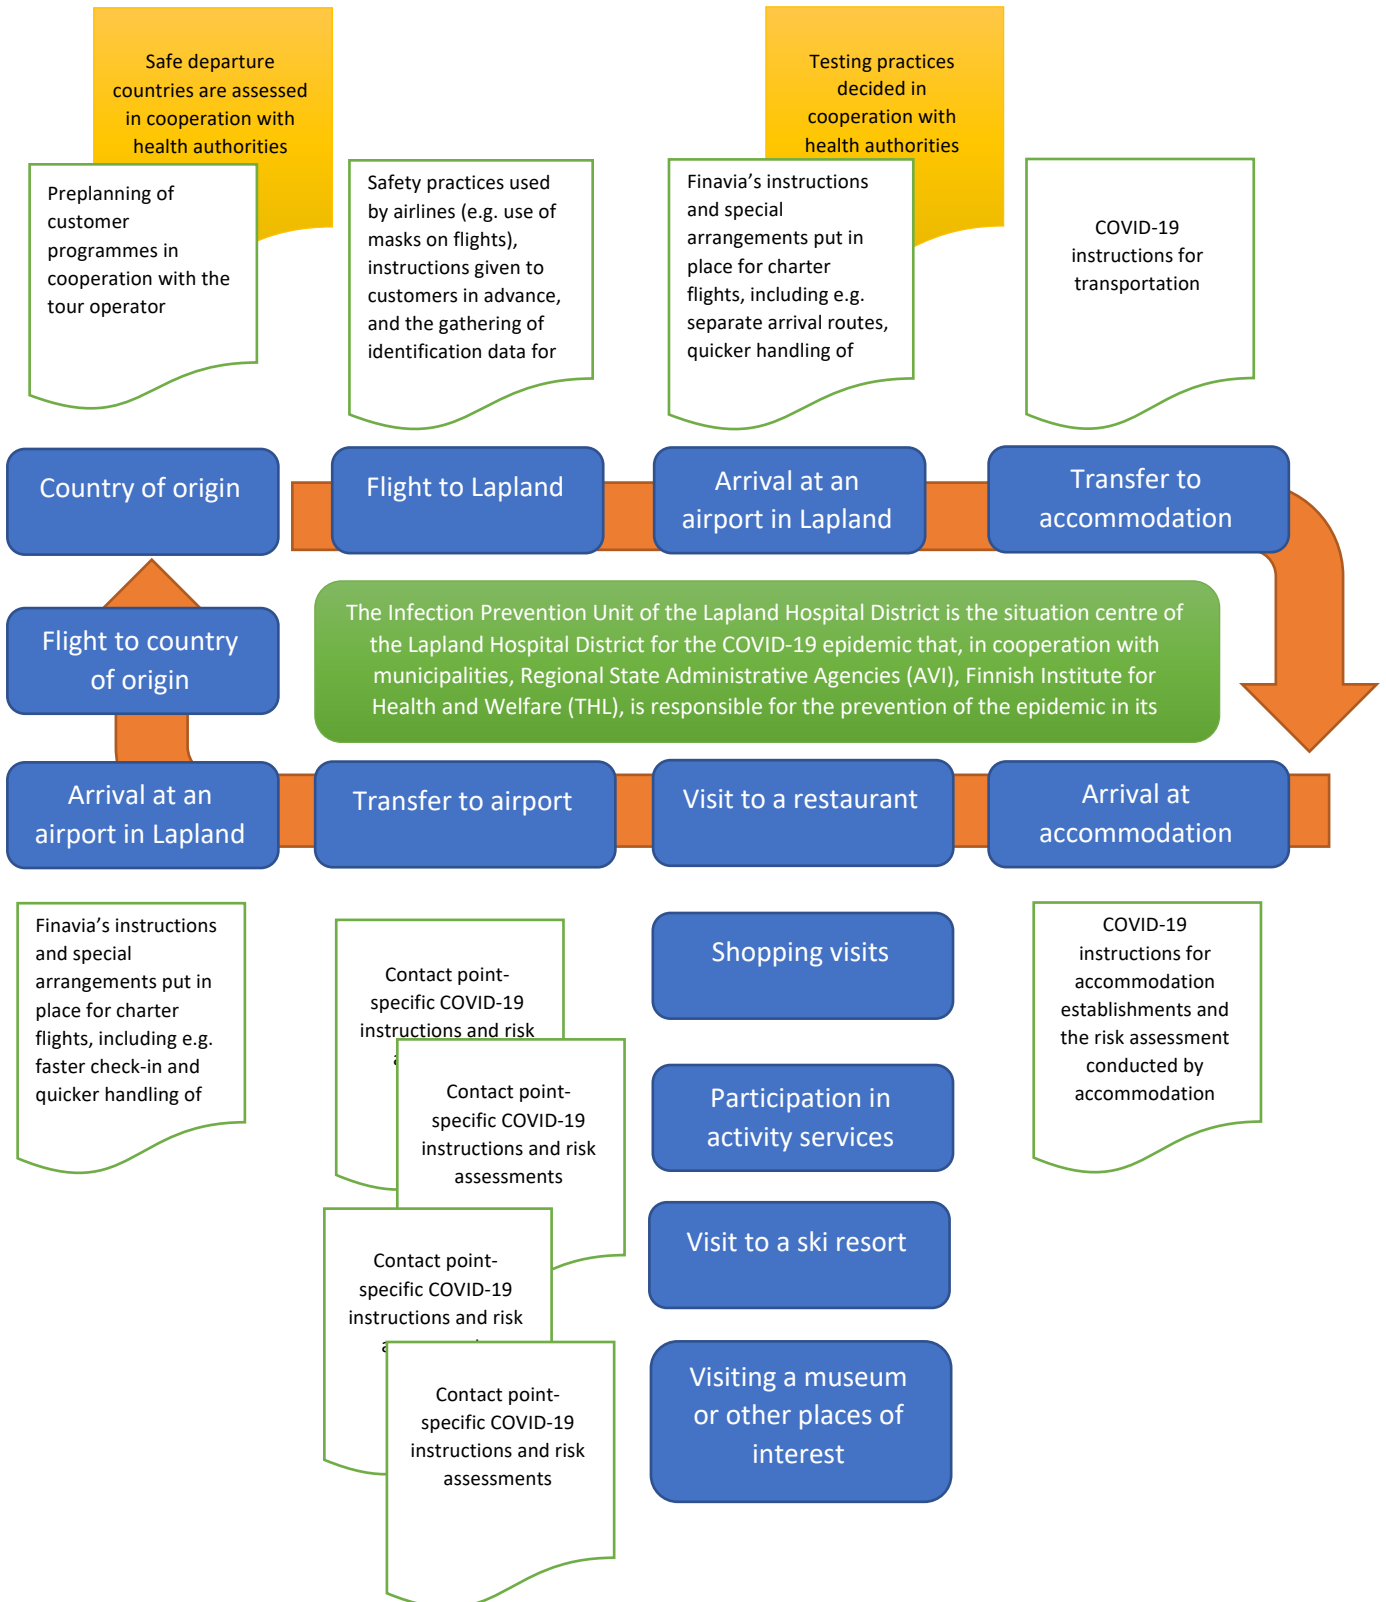 Safe departure
countries are assessed
in cooperation with
health authorities
Testing practices
decided in
cooperation with
health authorities
Preplanning of
customer
programmes in
cooperation with the
tour operator
Safety practices used
by airlines (e.g. use of
masks on flights),
instructions given to
customers in advance,
and the gathering of
identification data for
Finavia’s instructions
and special
arrangements put in
place for charter
flights, including e.g.
separate arrival routes,
quicker handling of
COVID-19
instructions for
transportation
Country of origin
Flight to Lapland
Arrival at an
airport in Lapland
Transfer to
accommodation
Flight to country
of origin
The Infection Prevention Unit of the Lapland Hospital District is the situation centre of
the Lapland Hospital District for the COVID-19 epidemic that, in cooperation with
municipalities, Regional State Administrative Agencies (AVI), Finnish Institute for
Health and Welfare (THL), is responsible for the prevention of the epidemic in its
Arrival at an
airport in Lapland
Transfer to airport
Visit to a restaurant
Arrival at
accommodation
Finavia’s instructions
and special
arrangements put in
place for charter
flights, including e.g.
faster check-in and
quicker handling of
Contact point-
specific COVID-19
instructions and risk
Contact point-
specific COVID-19
instructions and risk
assessments
Contact point-
specific COVID-19
instructions and risk
Contact point-
specific COVID-19
instructions and risk
assessments
Shopping visits
Participation in
activity services
Visit to a ski resort
Visiting a museum
or other places of
interest
COVID-19
instructions for
accommodation
establishments and
the risk assessment
conducted by
accommodation